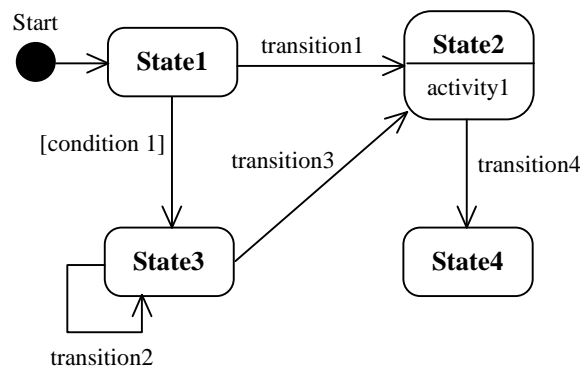 Start
State1
transition1
State2
activity1
[condition 1]
transition3
transition4
State3
State4
transition2